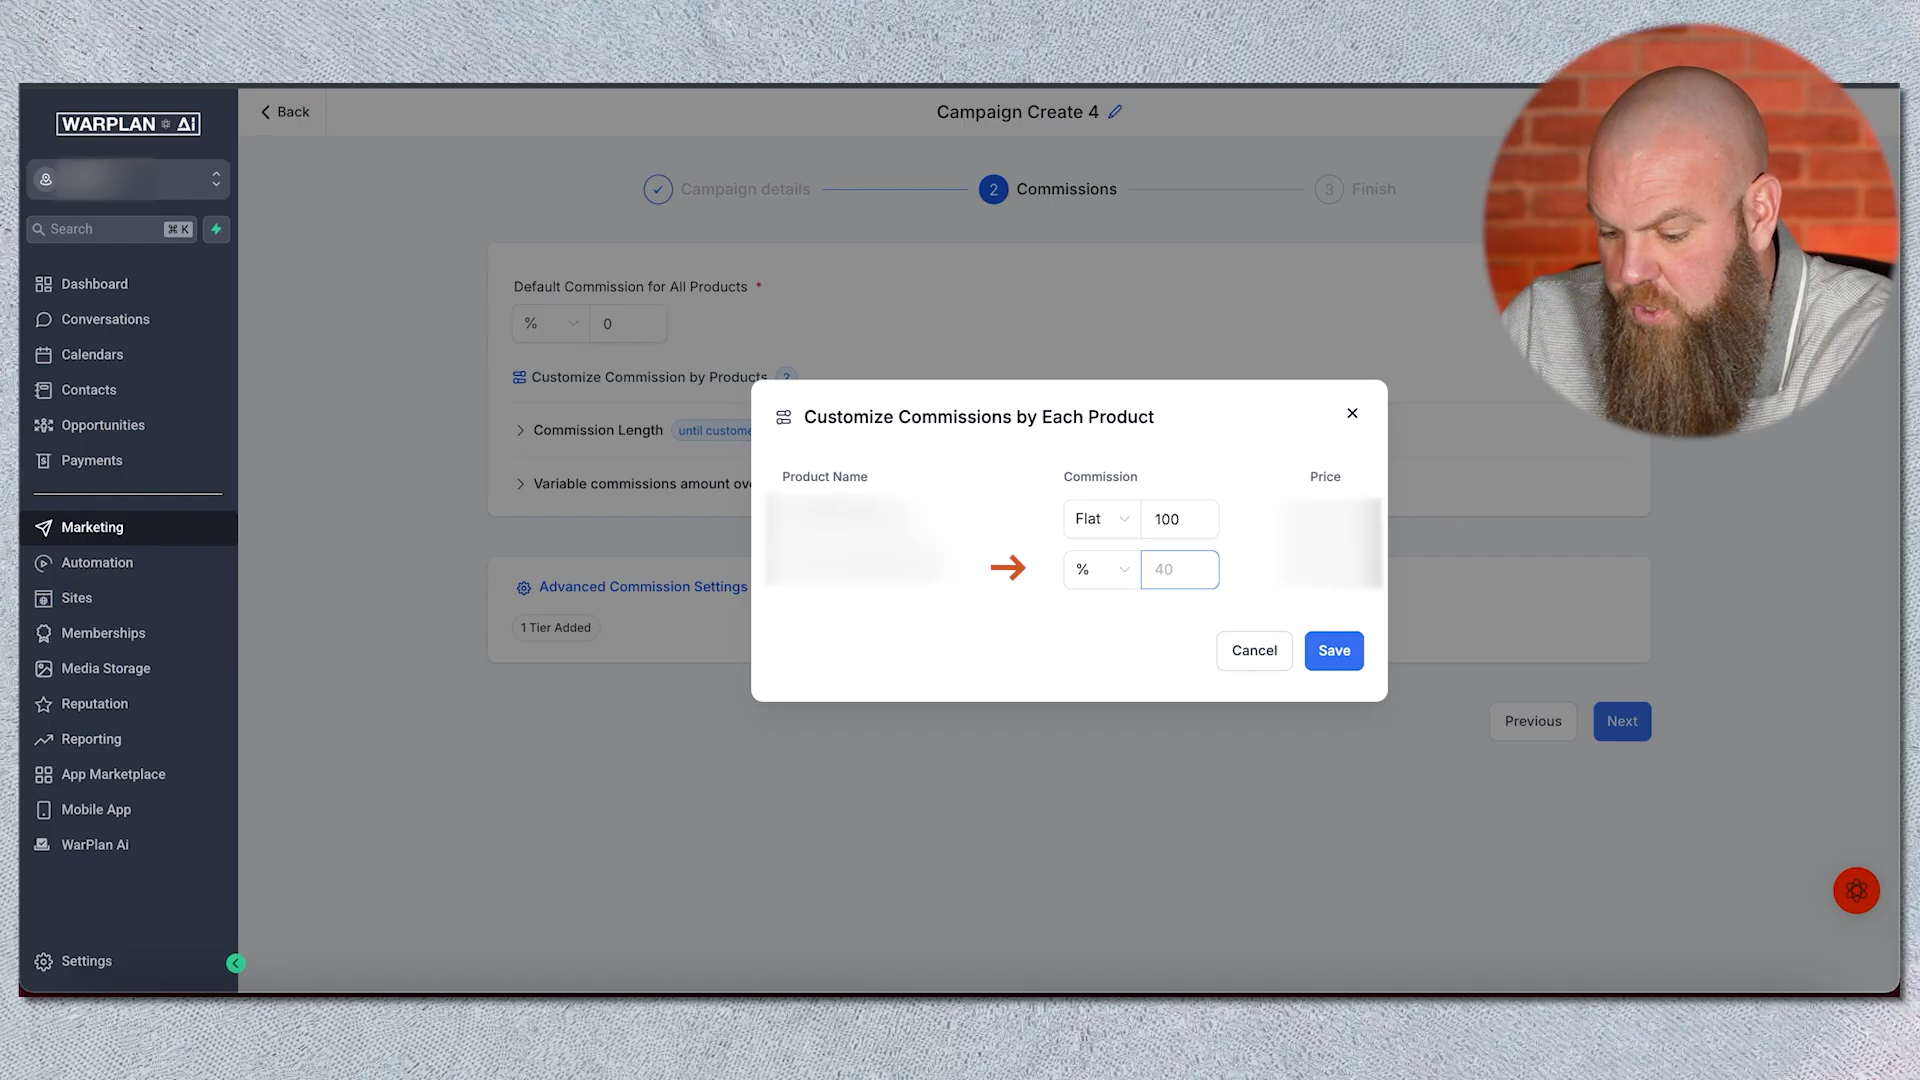 WARPLAN Ai
Search
⌘ K
Dashboard
Conversations
Calendars
Contacts
Opportunities
Payments
Marketing
Automation
Sites
Memberships
Media Storage
Reputation
Reporting
App Marketplace
Mobile App
WarPlan Ai
Settings
Back
Campaign Create 4
Campaign details
2 Commissions
3 Finish
Default Commission for All Products *
% 0
Customize Commission by Products ?
Commission Length until custome
Variable commissions amount ov
Advanced Commission Settings
1 Tier Added
Customize Commissions by Each Product
Product Name Commission Price
Flat 100
% 40
Cancel Save
Previous Next